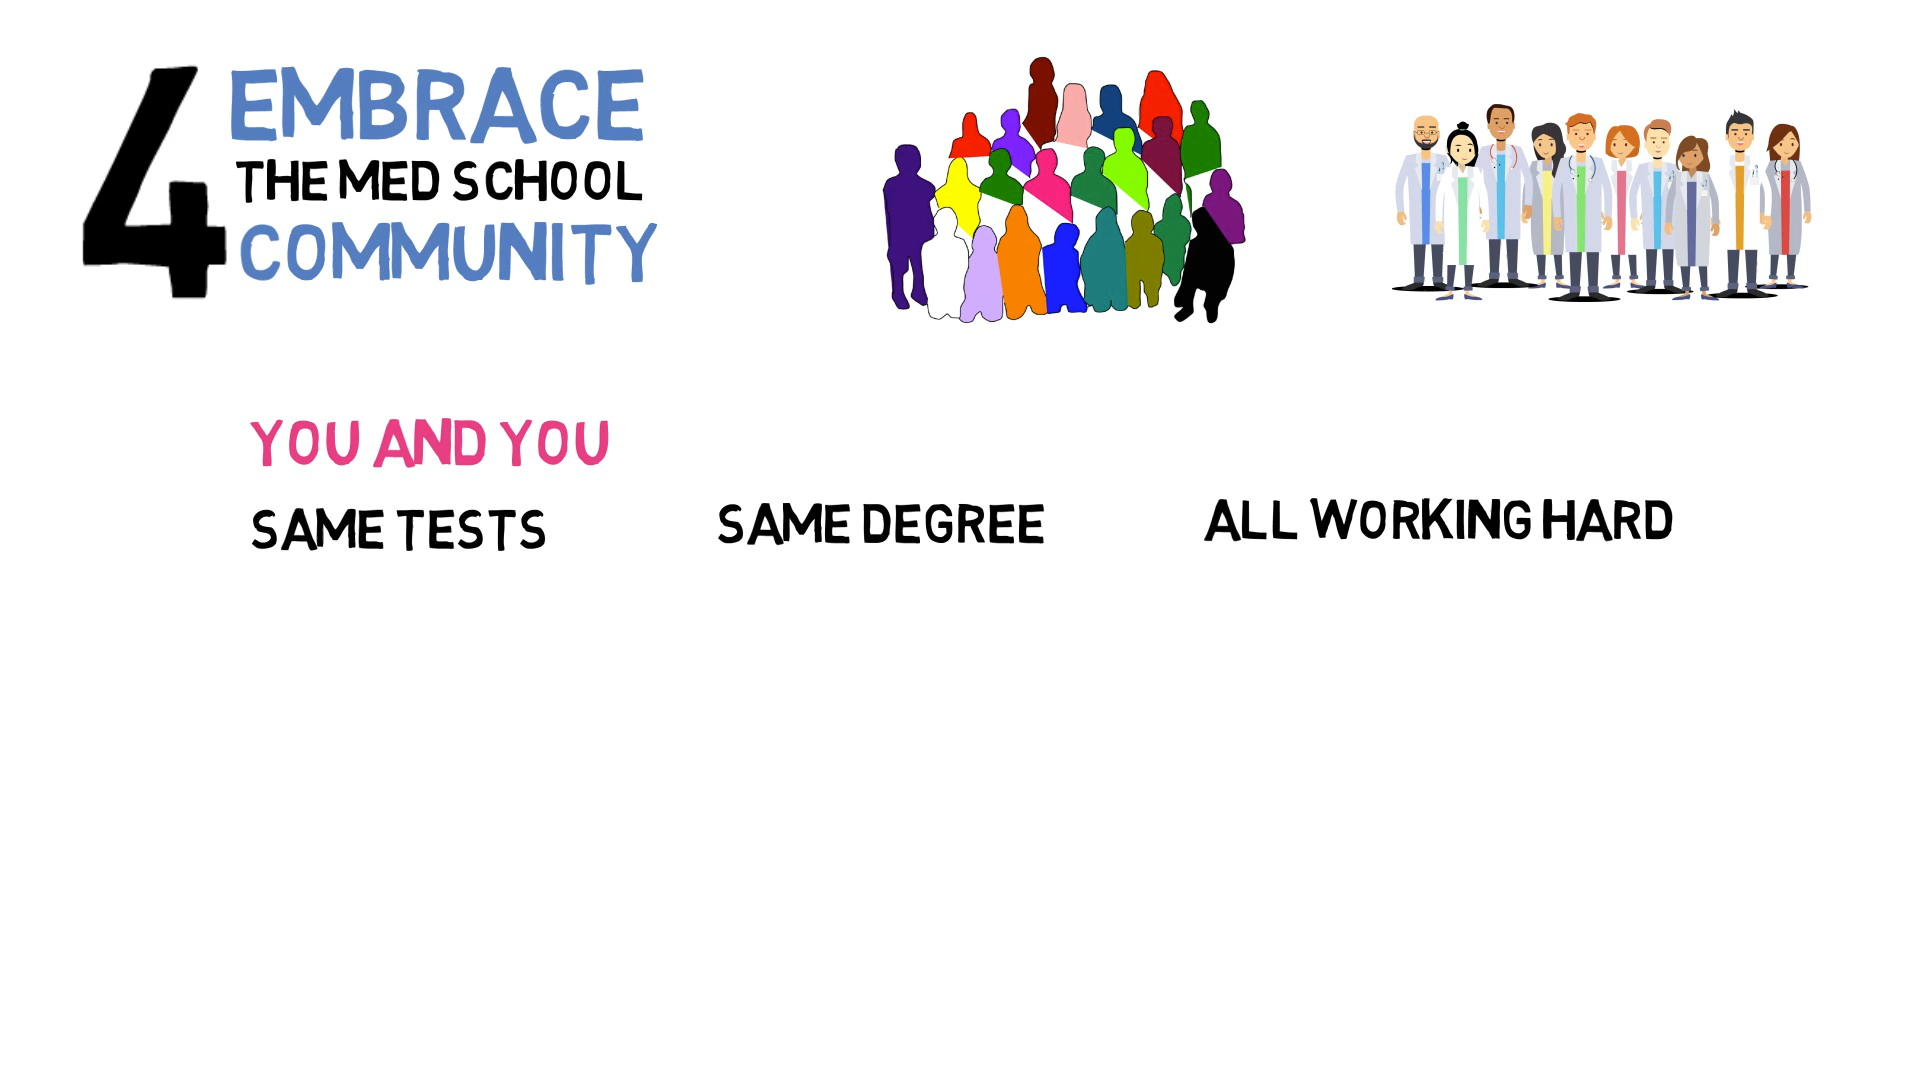 4
EMBRACE
THE MED SCHOOL
COMMUNITY
YOU AND YOU
SAME TESTS
SAME DEGREE
ALL WORKING HARD